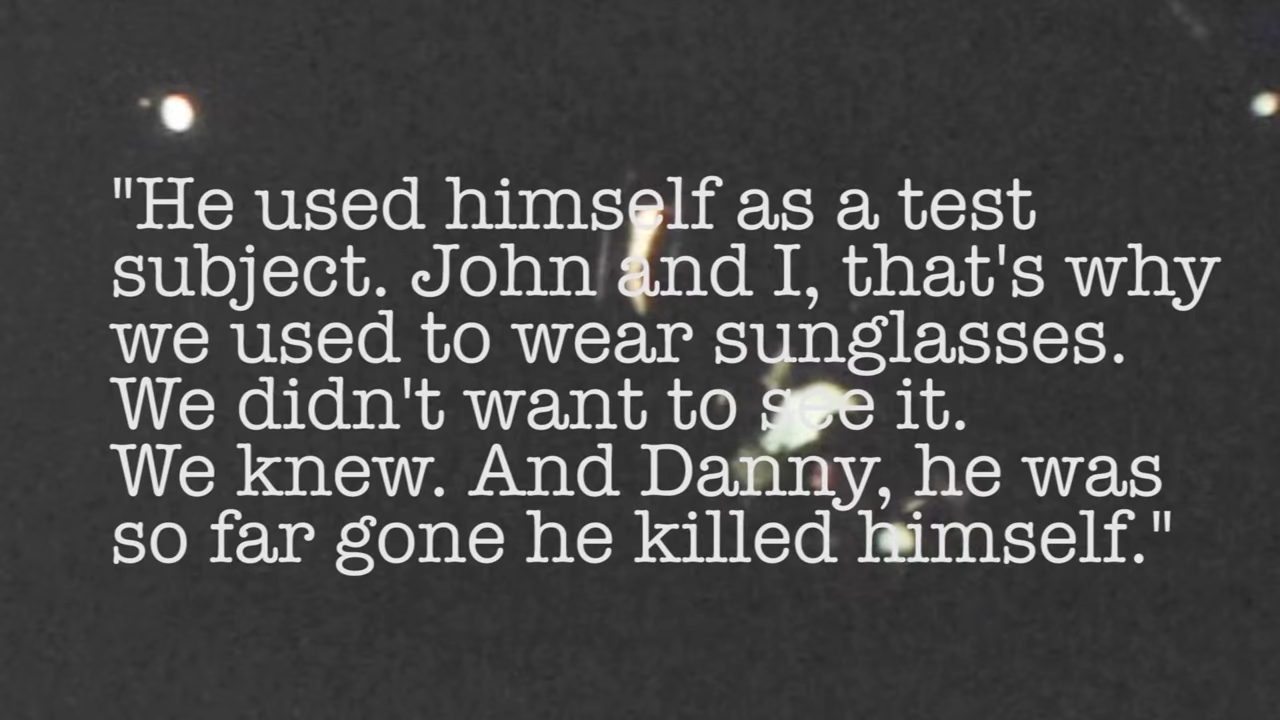 "He used himself as a test
subject. John and I, that's why
we used to wear sunglasses.
We didn't want to see it.
We knew. And Danny, he was
so far gone he killed himself."